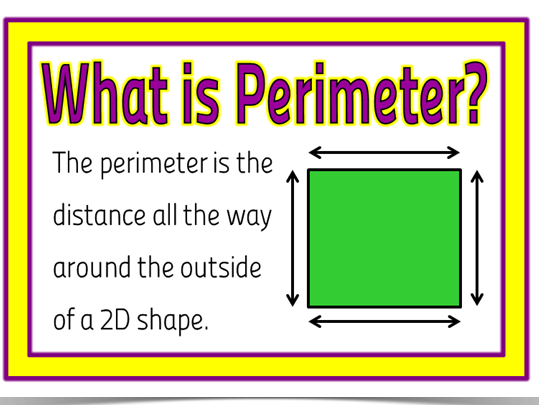 What is Perimeter?
The perimeter is the
distance all the way
around the outside
of a 2D shape.